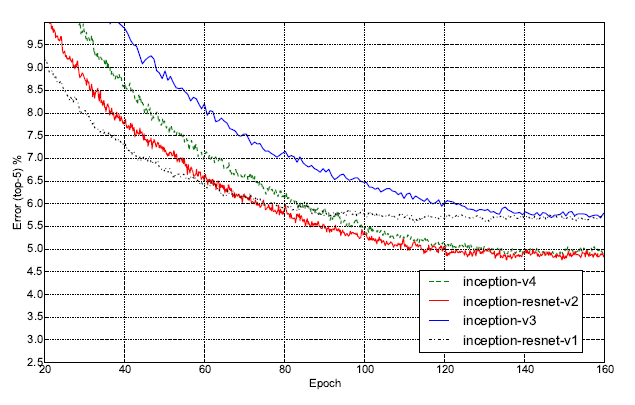 Error (top-5) %
9.5
9.0
8.5
8.0
7.5
7.0
6.5
6.0
5.5
5.0
4.5
4.0
3.5
3.0
2.5
inception-v4
inception-resnet-v2
inception-v3
inception-resnet-v1
20 40 60 80 100 120 140 160
Epoch